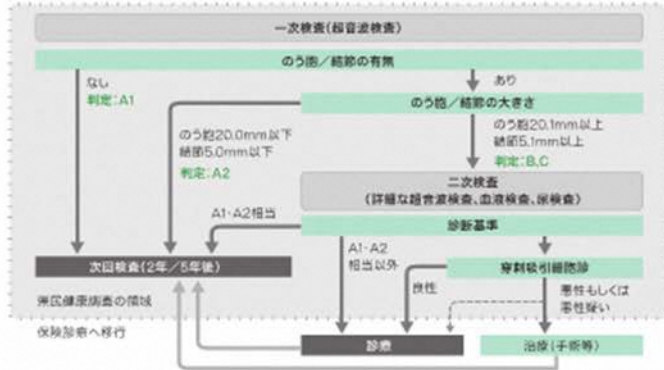 一次検査(超音波検査)
のう胞／結節の有無
なし
判定:A1
あり
のう胞／結節の大きさ
のう胞20.0mm以下
結節5.0mm以下
判定:A2
のう胞20.1mm以上
結節5.1mm以上
判定:B,C
二次検査
(詳細な超音波検査、血液検査、尿検査)
A1・A2相当
診断基準
次回検査(2年／5年後)
A1・A2
相当以外
穿刺吸引細胞診
良性
悪性もしくは
悪性疑い
県民健康調査の領域
保険診療へ移行
診療
治療(手術等)